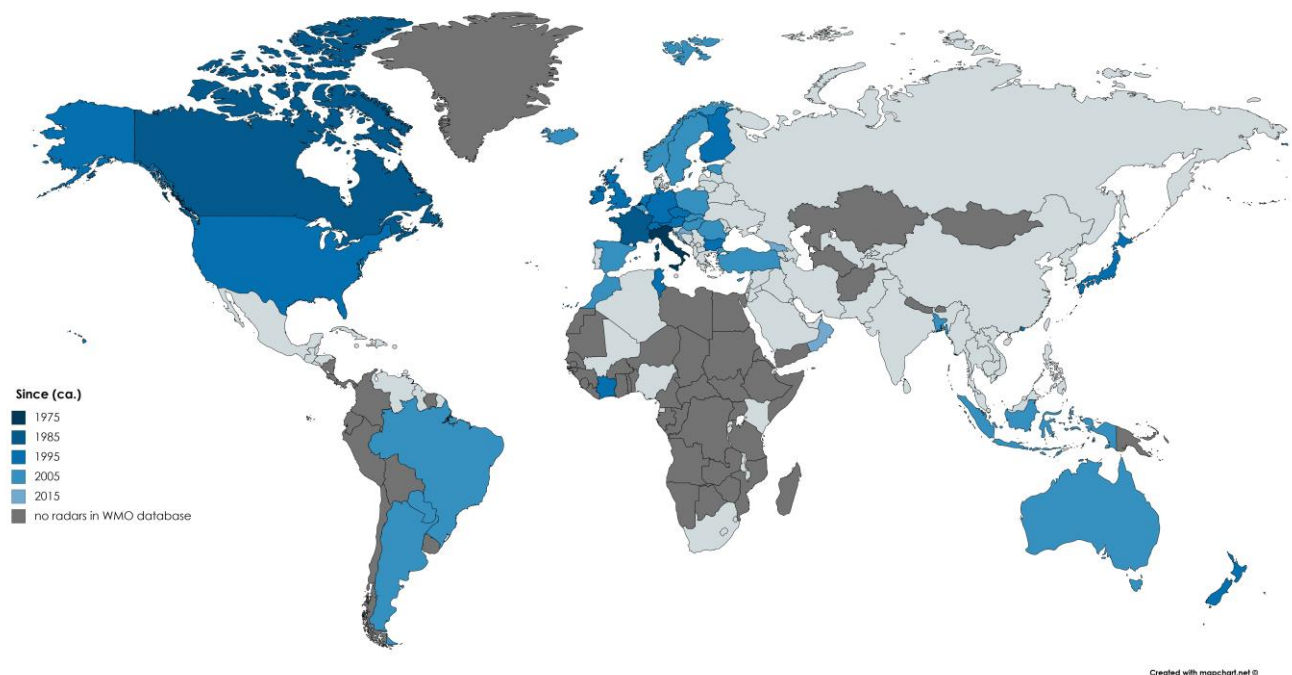 Since (ca.)
1975
1985
1995
2005
2015
no radars in WMO database
Created with mapchart.net ©